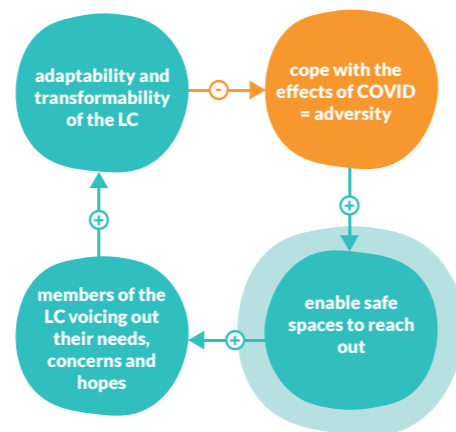 adaptability and
transformability
of the LC
-
cope with the
effects of COVID
= adversity
+
+
members of the
LC voicing out
their needs,
concerns and
hopes
+
enable safe
spaces to reach
out